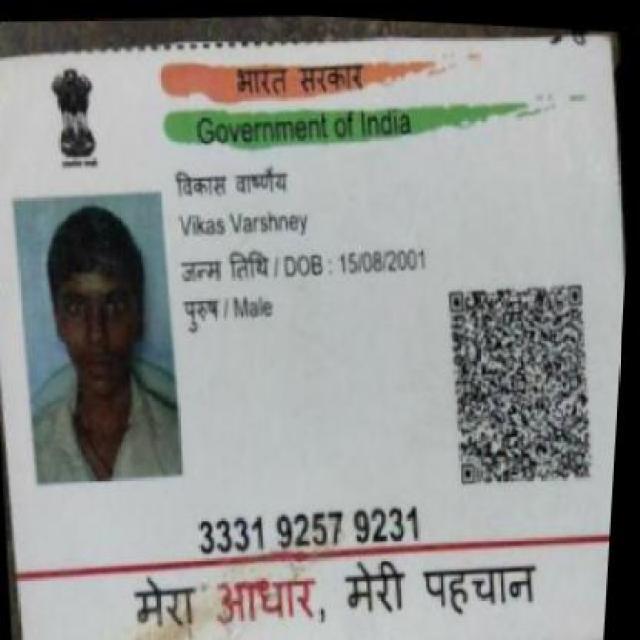 भारत सरकार
Government of India
विकास वार्ष्णेय
Vikas Varshney
जन्म तिथि / DOB : 15/08/2001
पुरुष / Male
3331 9257 9231
मेरा आधार, मेरी पहचान